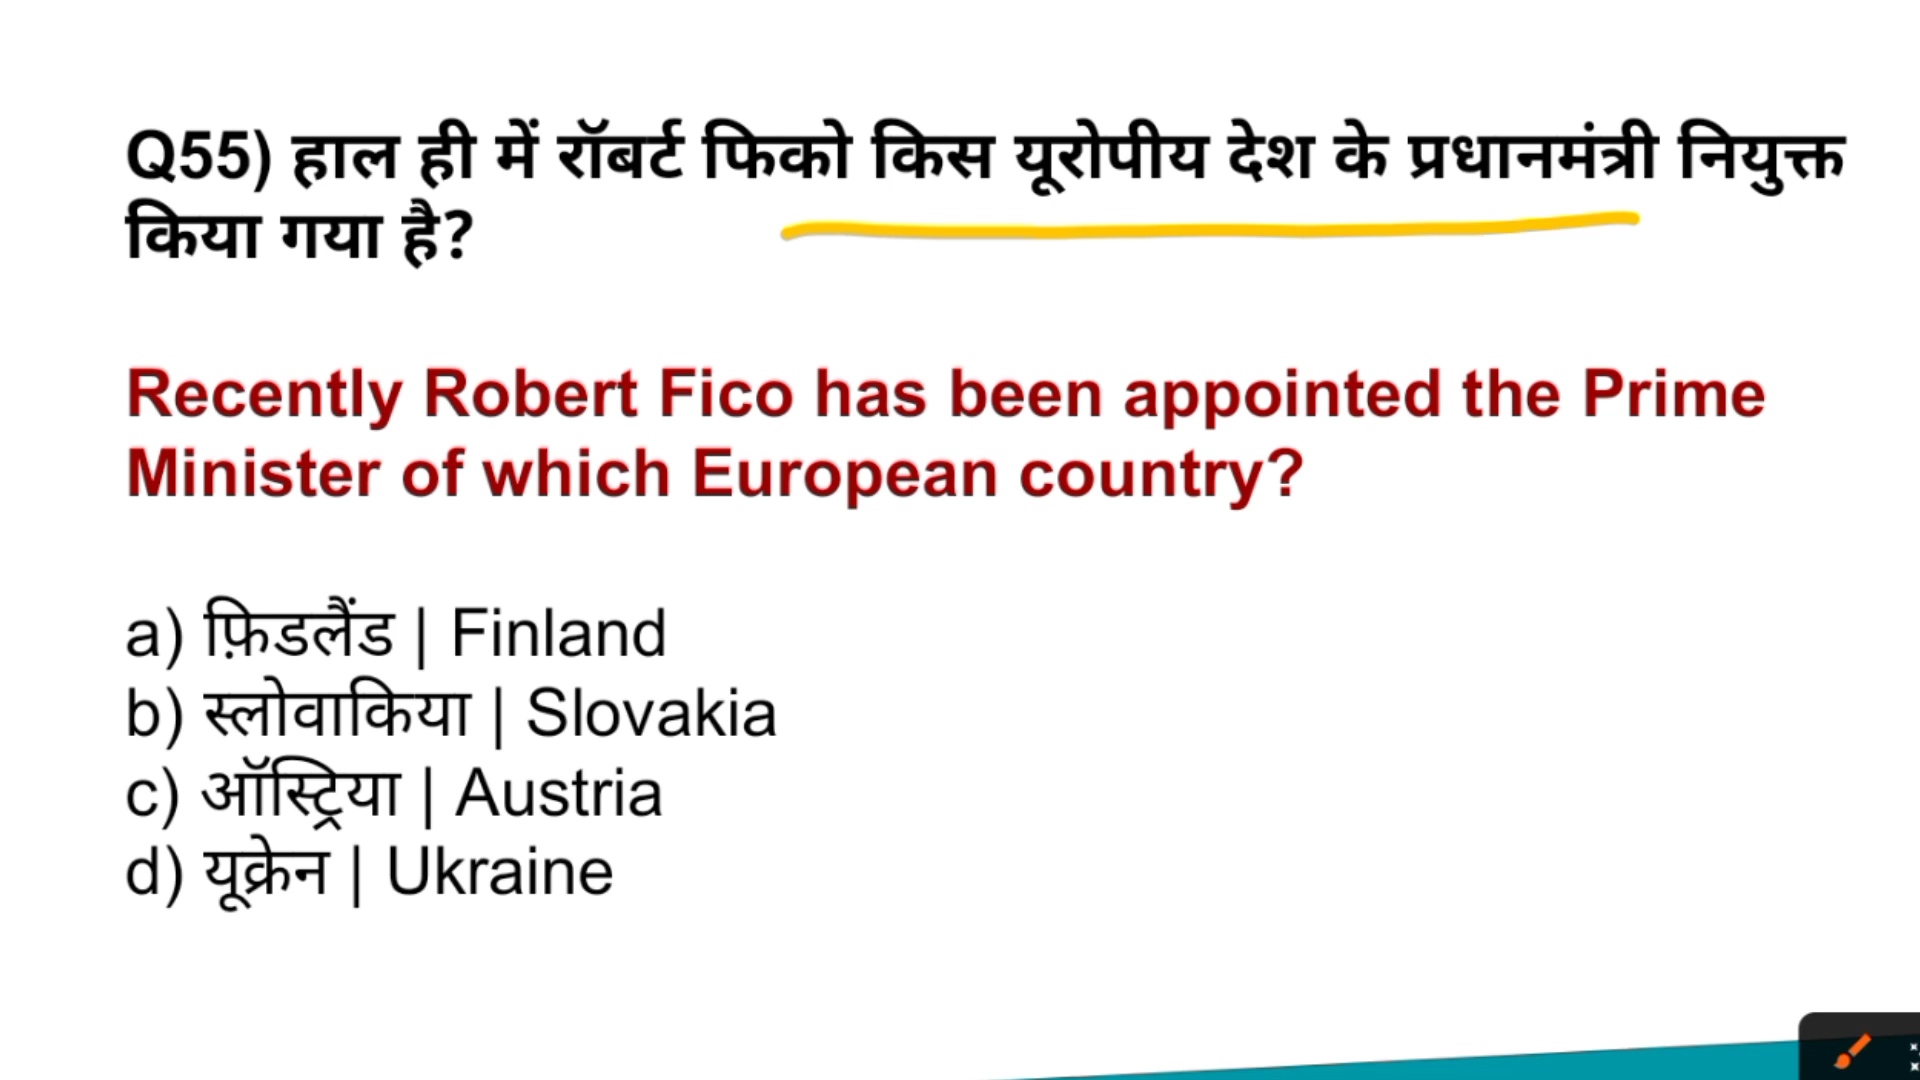 Q55) हाल ही में रॉबर्ट फिको किस यूरोपीय देश के प्रधानमंत्री नियुक्त
किया गया है?
Recently Robert Fico has been appointed the Prime
Minister of which European country?
a) फ़िडलैंड | Finland
b) स्लोवाकिया | Slovakia
c) ऑस्ट्रिया | Austria
d) यूक्रेन | Ukraine